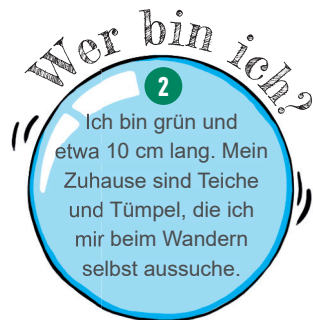 Wer bin ich?
2
Ich bin grün und
etwa 10 cm lang. Mein
Zuhause sind Teiche
und Tümpel, die ich
mir beim Wandern
selbst aussuche.